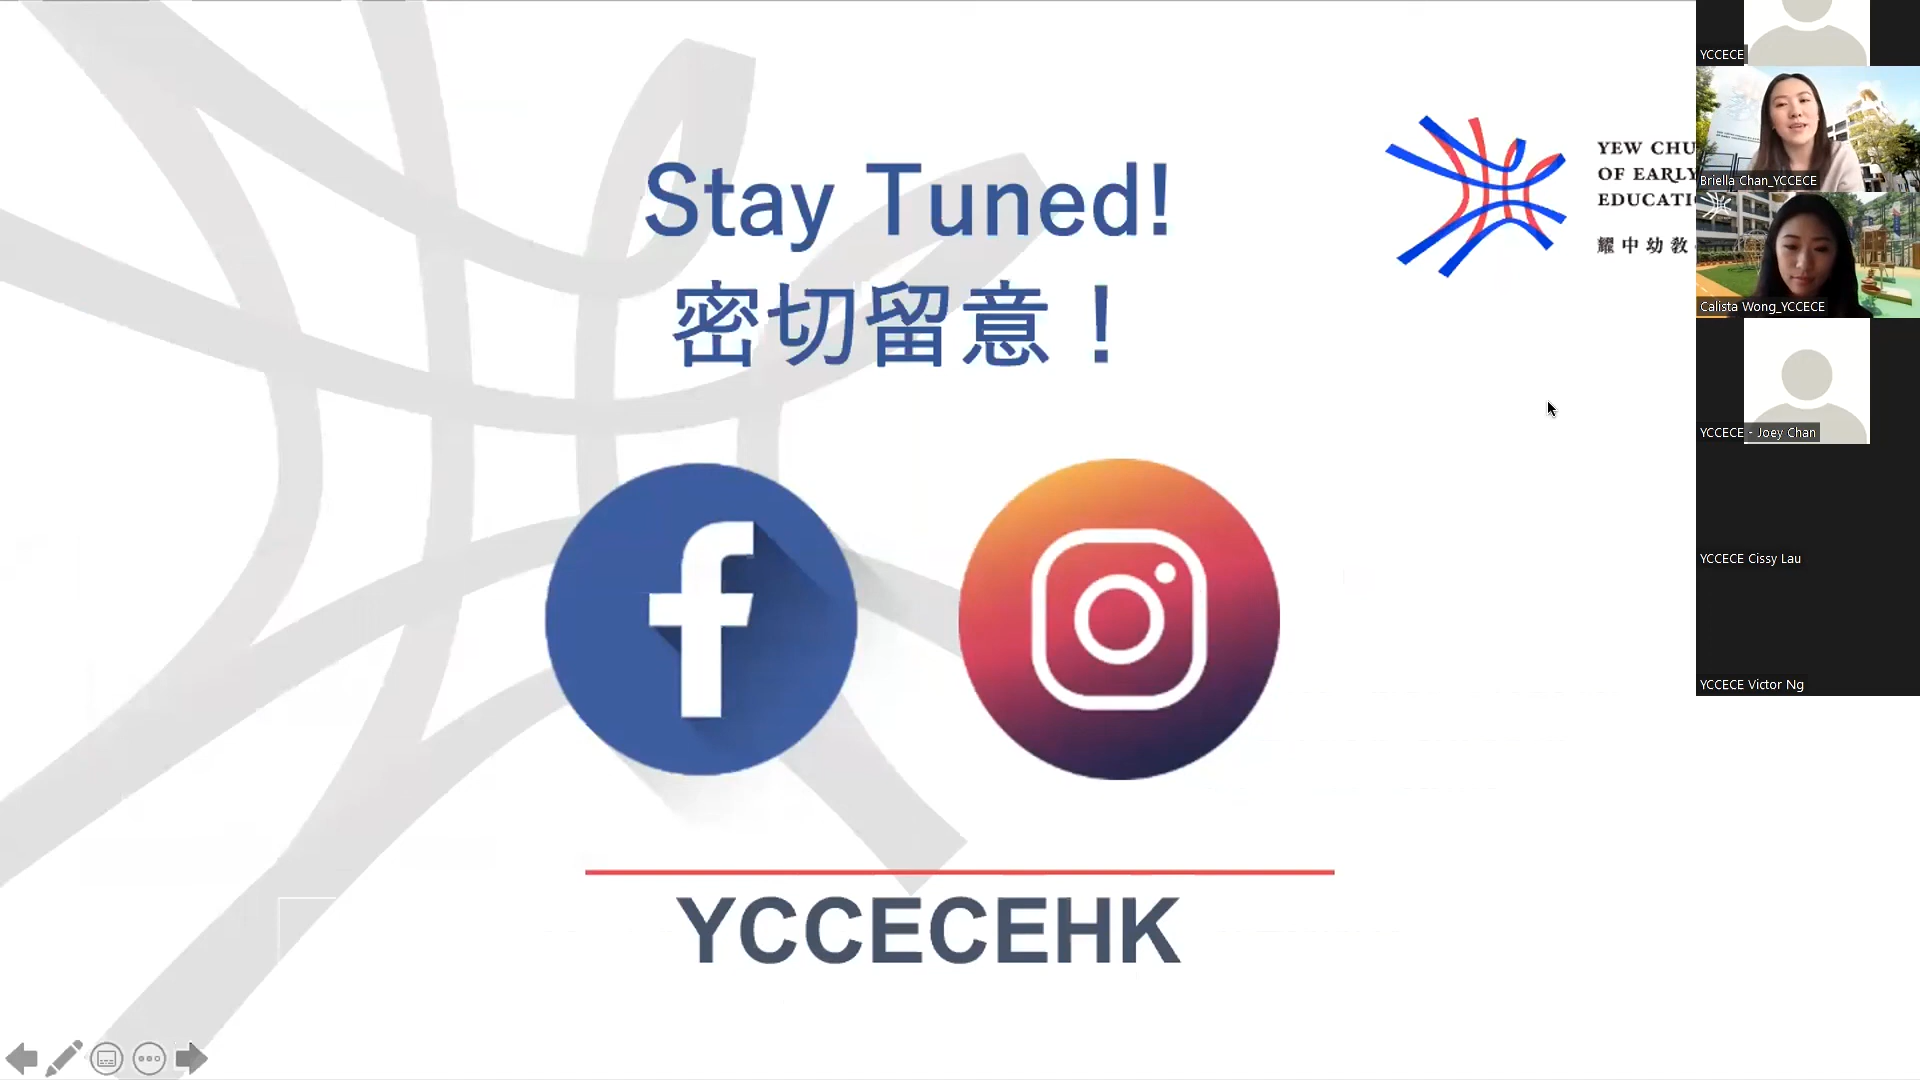 Stay Tuned!
密切留意！
YCCECEHK
YEW CHU
OF EARLY
EDUCATI
耀中幼教
YCCECE
Briella Chan_YCCECE
Calista Wong_YCCECE
YCCECE - Joey Chan
YCCECE Cissy Lau
YCCECE Victor Ng